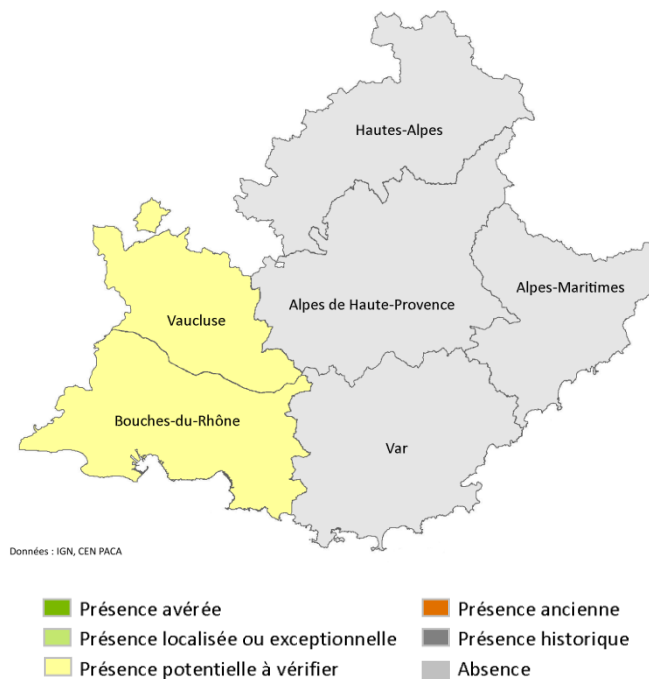 Hautes-Alpes
Alpes-Maritimes
Alpes de Haute-Provence
Vaucluse
Bouches-du-Rhône
Var
Données : IGN, CEN PACA
Présence avérée
Présence localisée ou exceptionnelle
Présence potentielle à vérifier
Présence ancienne
Présence historique
Absence